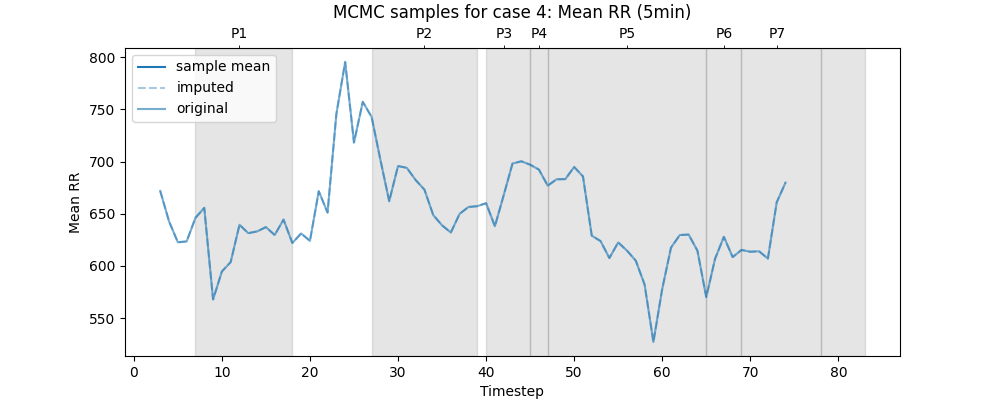 MCMC samples for case 4: Mean RR (5min)
P1 P2 P3 P4 P5 P6 P7
sample mean
imputed
original
800
750
700
650
600
550
Mean RR
0 10 20 30 40 50 60 70 80
Timestep